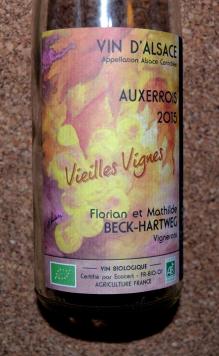 VIN D'ALSACE
Appellation Alsace Contrôlée
AUXERROIS
2015
Vieilles Vignes
Florian et Mathilde
BECK-HARTWEG
Vignerons
VIN BIOLOGIQUE
Certifié par Ecocert - FR-BIO-01
AGRICULTURE FRANCE
AB